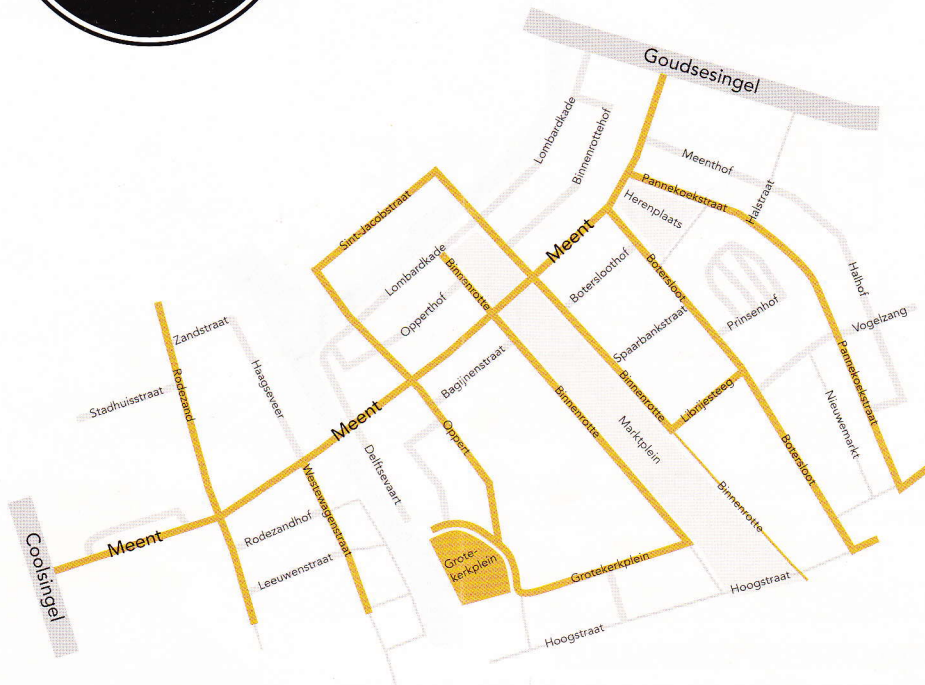 Goudsesingel
Lombardkade
Binnenrottehof
Meenthof
Pannekoekstraat
Halstraat
Herenplaats
Sint-Jacobstraat
Meent
Lombardkade
Binnenrotte
Botersloothof
Botersloot
Opperthof
Halhof
Prinsenhof
Vogelzang
Zandstraat
Spaarbankstraat
Haagseveer
Rodezand
Bagijnenstraat
Stadhuisstraat
Binnenrotte
Binnenrotte
Librijesteeg
Pannekoekstraat
Nieuwemarkt
Meent
Oppert
Marktplein
Botersloot
Delftsevaart
Westewagenstraat
Binnenrotte
Coolsingel
Meent
Rodezandhof
Leeuwenstraat
Grote-
kerkplein
Grotekerkplein
Hoogstraat
Hoogstraat